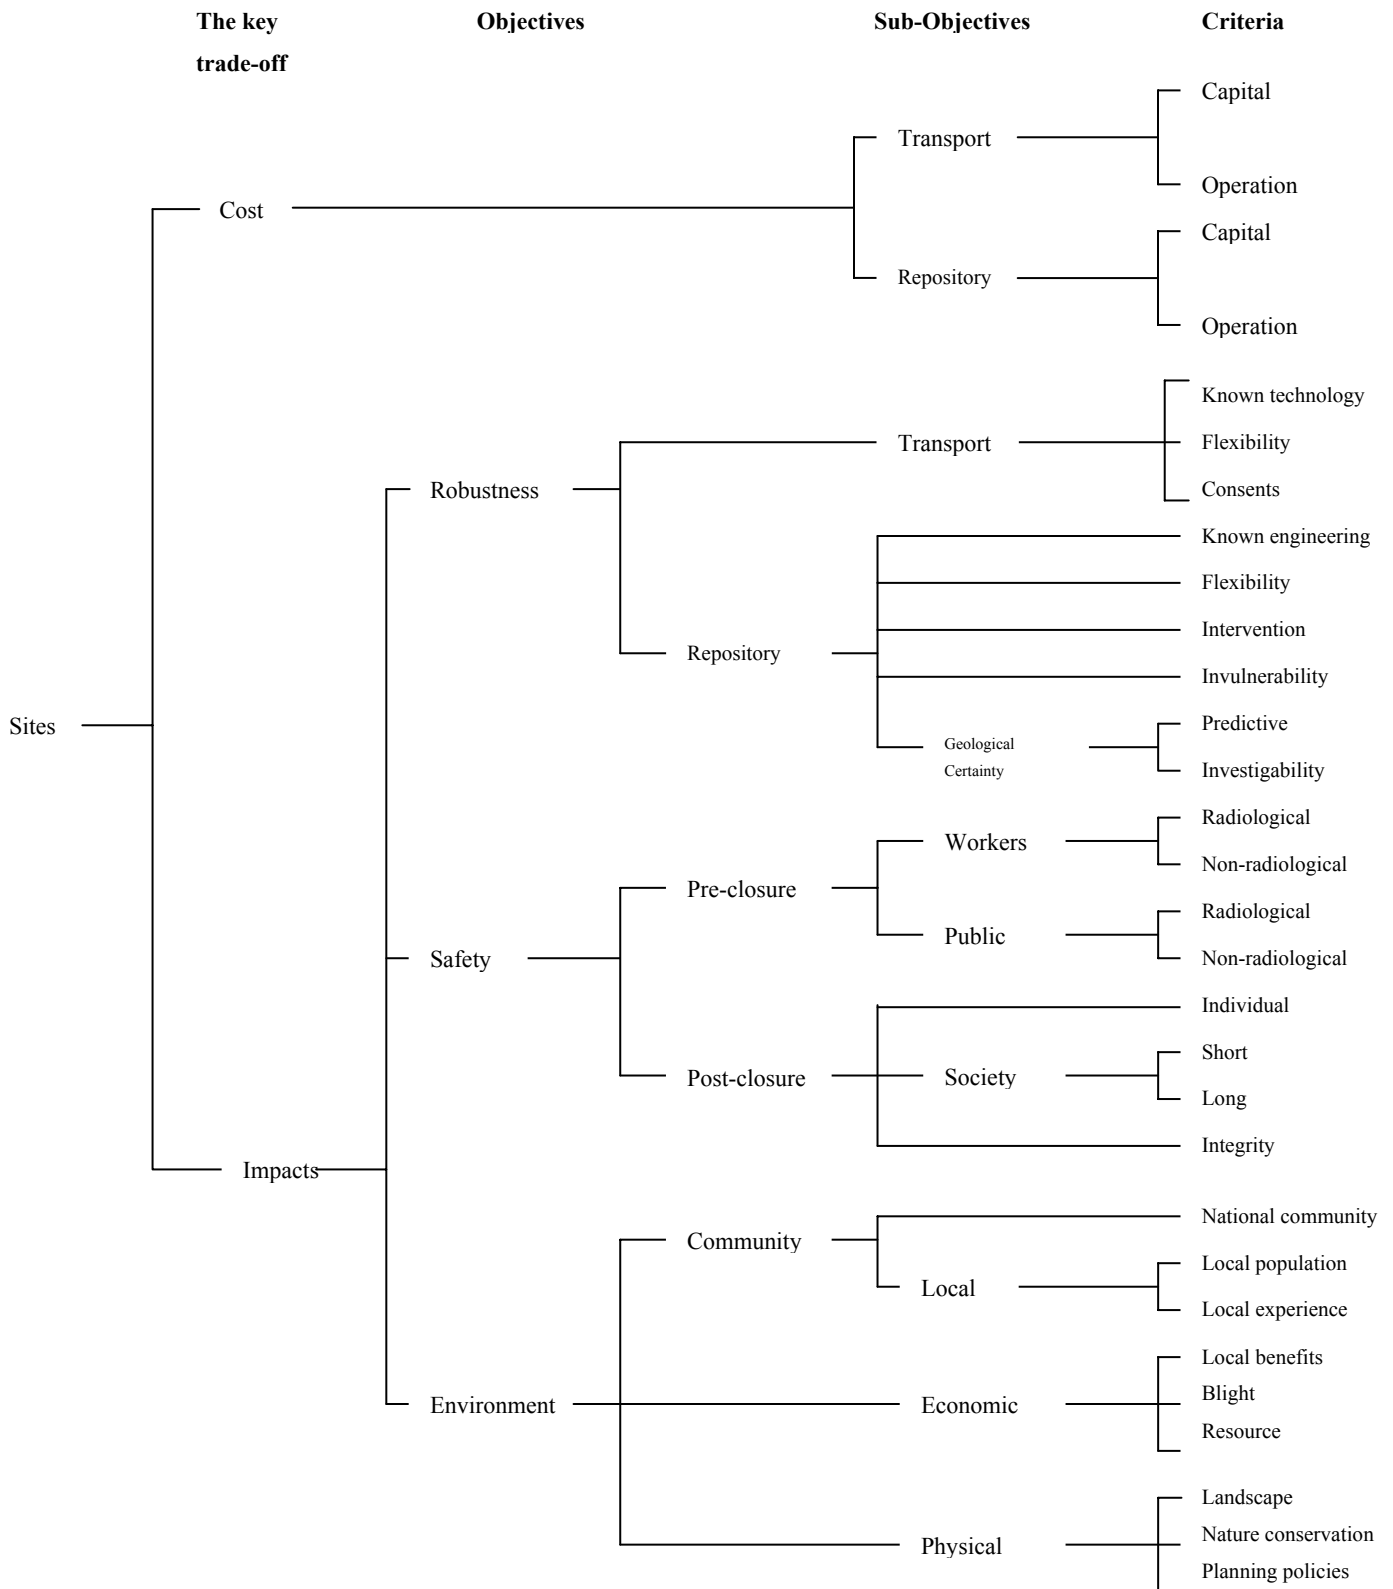 The key
trade-off
Objectives
Sub-Objectives
Criteria
Capital
Transport
Operation
Cost
Capital
Repository
Operation
Known technology
Transport
Flexibility
Robustness
Consents
Known engineering
Flexibility
Intervention
Repository
Invulnerability
Sites
Predictive
Geological
Certainty
Investigability
Radiological
Workers
Non-radiological
Pre-closure
Radiological
Public
Safety
Non-radiological
Individual
Short
Post-closure
Society
Long
Integrity
Impacts
National community
Community
Local population
Local
Local experience
Local benefits
Blight
Environment
Economic
Resource
Landscape
Nature conservation
Physical
Planning policies